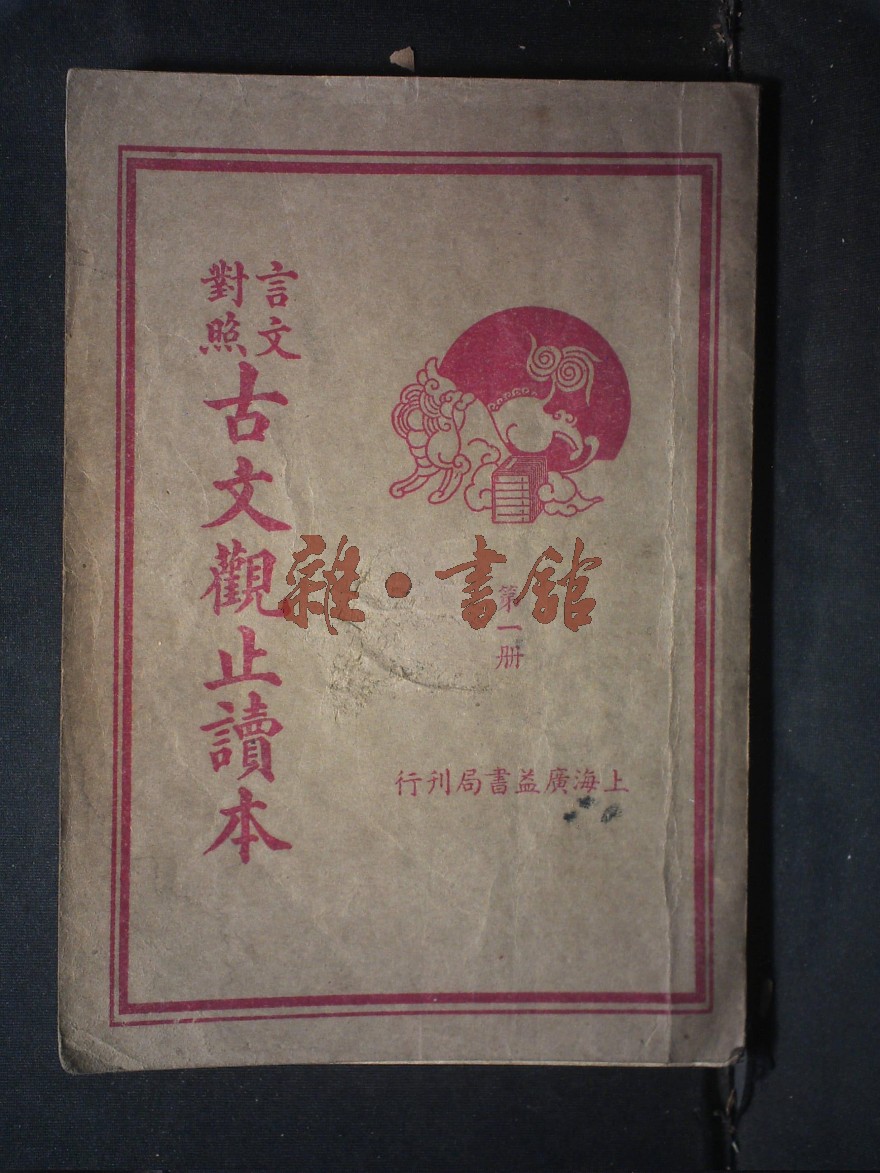 言文
對照
古文觀止讀本
第一册
上海廣益書局刊行
雜·書館